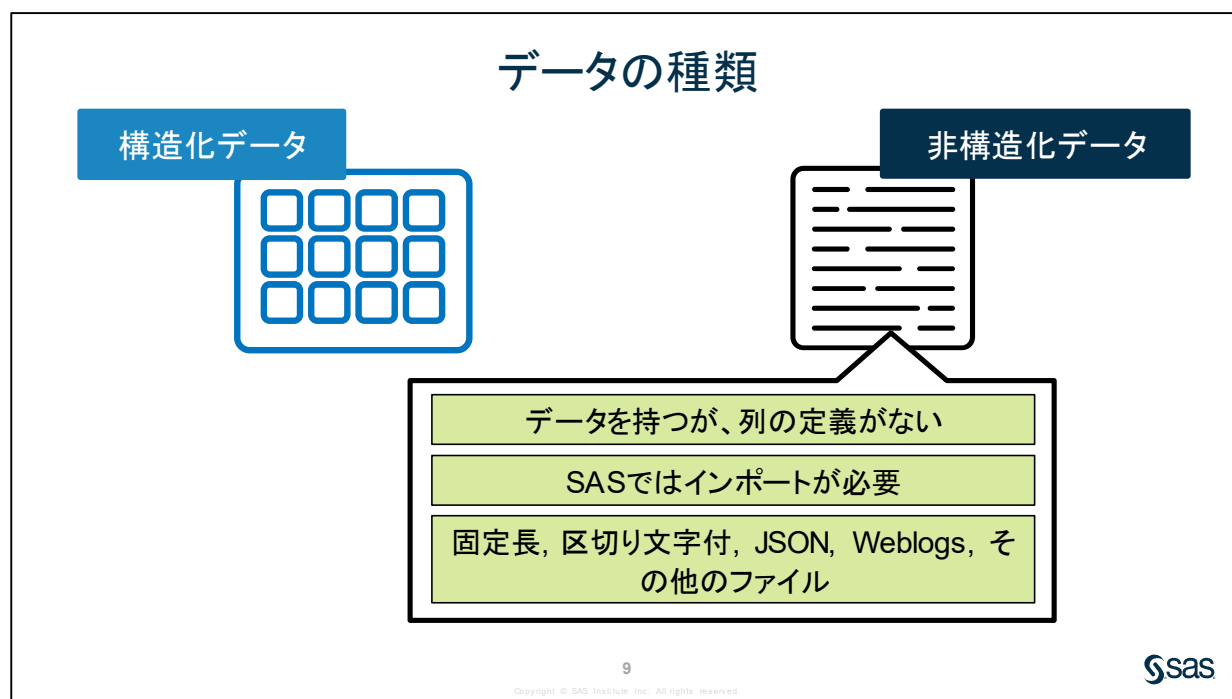 データの種類
構造化データ
非構造化データ
データを持つが、列の定義がない
SASではインポートが必要
固定長, 区切り文字付, JSON, Weblogs, そ
の他のファイル
9
Copyright © SAS Institute Inc. All rights reserved.
sas